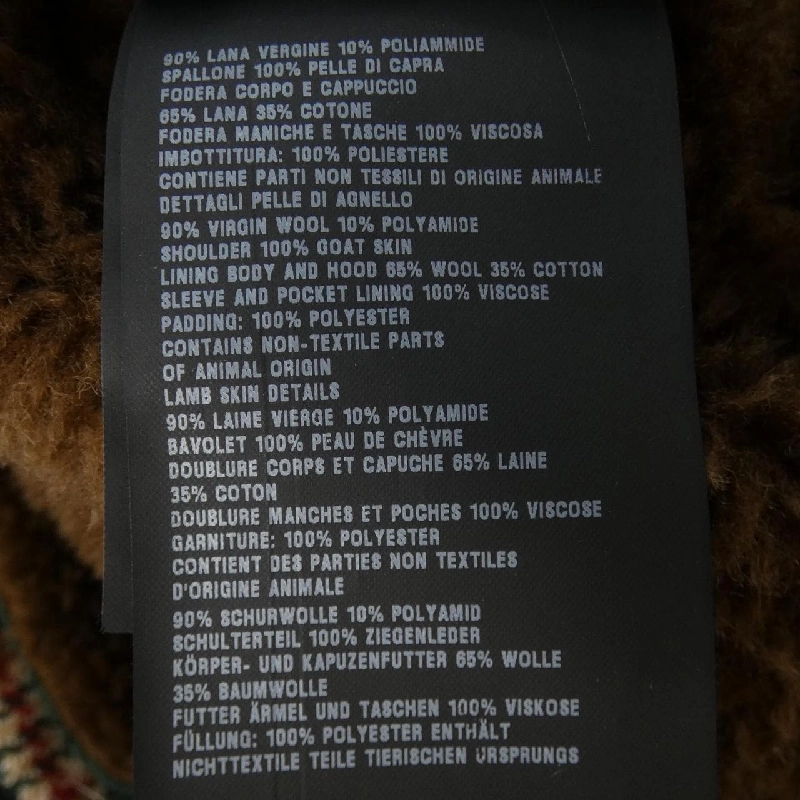 90% LANA VERGINE 10% POLIAMMIDE
SPALLONE 100% PELLE DI CAPRA
FODERA CORPO E CAPPUCCIO
65% LANA 35% COTONE
FODERA MANICHE E TASCHE 100% VISCOSA
IMBOTTITURA: 100% POLIESTERE
CONTIENE PARTI NON TESSILI DI ORIGINE ANIMALE
DETTAGLI PELLE DI AGNELLO
90% VIRGIN WOOL 10% POLYAMIDE
SHOULDER 100% GOAT SKIN
LINING BODY AND HOOD 65% WOOL 35% COTTON
SLEEVE AND POCKET LINING 100% VISCOSE
PADDING: 100% POLYESTER
CONTAINS NON-TEXTILE PARTS
OF ANIMAL ORIGIN
LAMB SKIN DETAILS
90% LAINE VIERGE 10% POLYAMIDE
BAVOLET 100% PEAU DE CHÈVRE
DOUBLURE CORPS ET CAPUCHE 65% LAINE
35% COTON
DOUBLURE MANCHES ET POCHES 100% VISCOSE
GARNITURE: 100% POLYESTER
CONTIENT DES PARTIES NON TEXTILES
D'ORIGINE ANIMALE
90% SCHURWOLLE 10% POLYAMID
SCHULTERTEIL 100% ZIEGENLEDER
KÖRPER- UND KAPUZENFUTTER 65% WOLLE
35% BAUMWOLLE
FUTTER ÄRMEL UND TASCHEN 100% VISKOSE
FÜLLUNG: 100% POLYESTER ENTHÄLT
NICHTTEXTILE TEILE TIERISCHEN URSPRUNGS